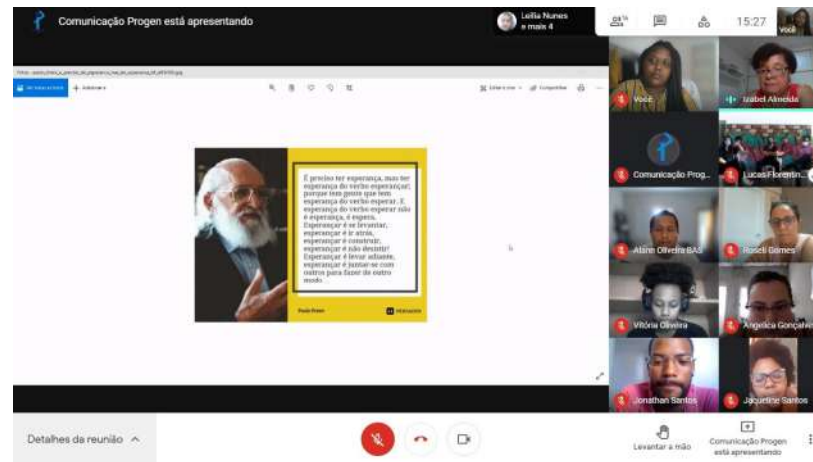 Comunicação Progen está apresentando
Leilia Nunes
e mais 4
15:27
Você
Você
Izabel Almeida
Comunicação Prog...
Lucas Florentin...
Roseli Gomes
Vitória Oliveira
Angelica Gonçalve
Jonathan Santos
Jaqueline Santos
É preciso ter esperança, mas ter
esperança do verbo esperançar;
porque tem gente que tem
esperança do verbo esperar. E
esperança do verbo esperar não
é esperança, é espera.
Esperançar é se levantar,
esperançar é ir atrás,
esperançar é construir,
esperançar é não desistir!
Esperançar é levar adiante,
esperançar é juntar-se com
outros para fazer de outro
modo...
Paulo Freire
Detalhes da reunião
Levantar a mão
Comunicação Progen
está apresentando